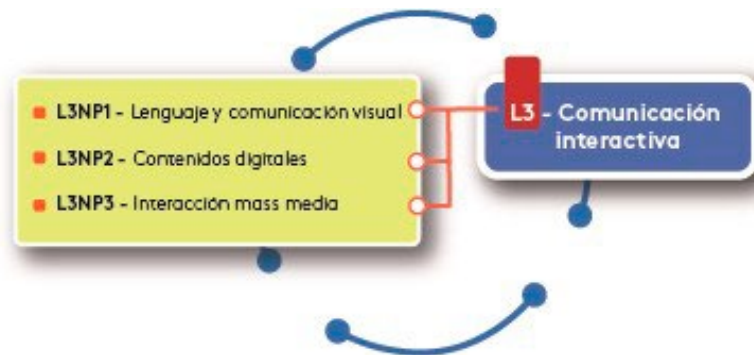 L3NP1 - Lenguaje y comunicación visual
L3NP2 - Contenidos digitales
L3NP3 - Interacción mass media
L3 - Comunicación
interactiva